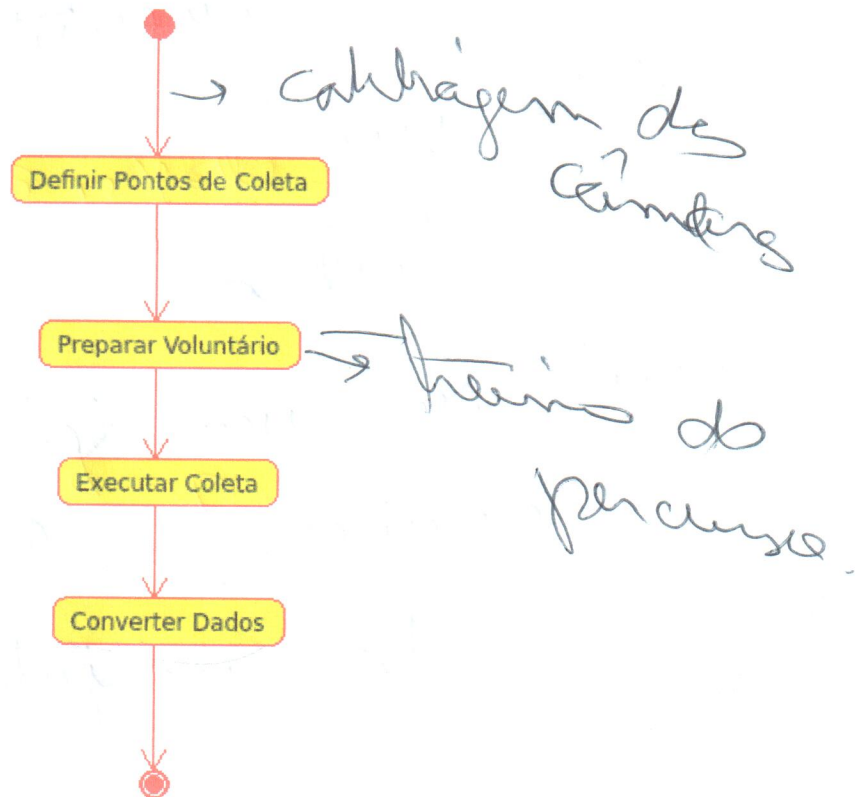 → calibragem das
câmeras
Definir Pontos de Coleta
Preparar Voluntário
→ treino do
percurso.
Executar Coleta
Converter Dados